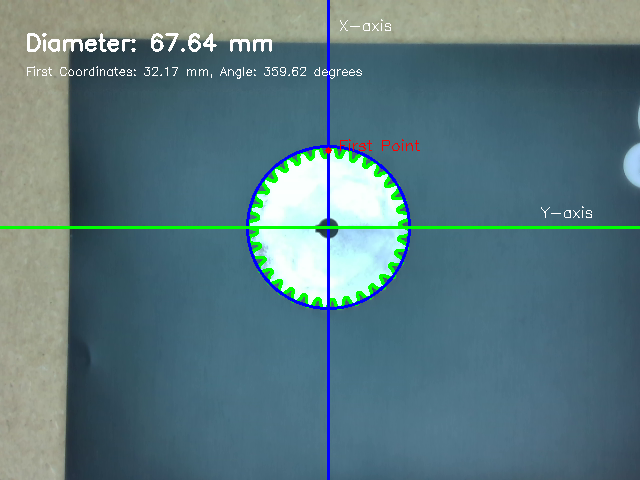 X-axis
Diameter: 67.64 mm
First Coordinates: 32.17 mm, Angle: 359.62 degrees
First Point
Y-axis